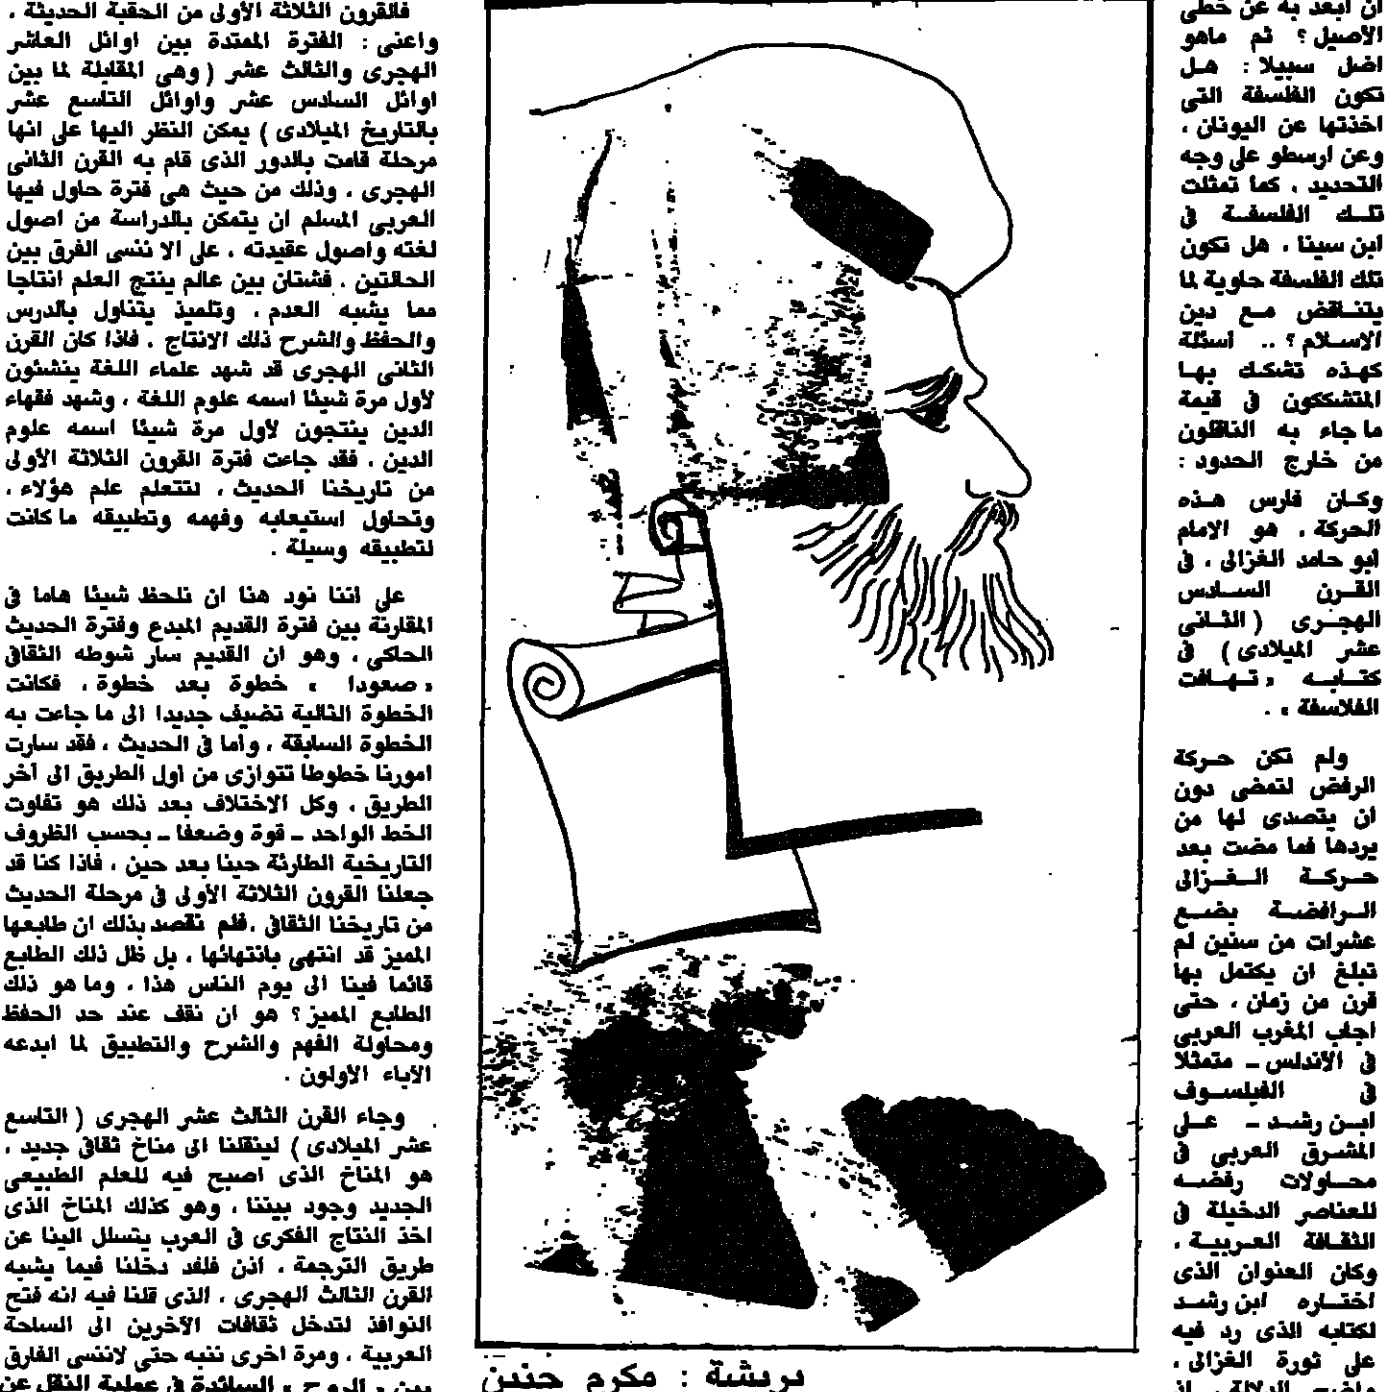 ان ابعد به عن خطى
الأصيل ؟ ثم ماهو
اضل سبيلا : هل
تكون الفلسفة التى
اخذتها عن اليونان ،
وعن ارسطو على وجه
التحديد ، كما تمثلت
تلك الفلسفة فى
ابن سينا ، هل تكون
تلك الفلسفة حاوية لما
يتناقض مع دين
الاسلام ؟ .. أسئلة
كهذه تشكك بها
المتشككون فى قيمة
ما جاء به الناقلون
من خارج الحدود :
وكان فارس هذه
الحركة ، هو الامام
ابو حامد الغزالى ، فى
القرن السادس
الهجرى ( الثانى
عشر الميلادى ) فى
كتابه « تهافت
الفلاسفة » .
ولم تكن حركة
الرفض لتمضى دون
أن يتصدى لها من
يردها فما مضت بعد
حركة الغزالى
الرافضة بضع
عشرات من سنين لم
تبلغ ان يكتمل بها
قرن من زمان ، حتى
اجاب المغرب العربى
فى الأندلس ـ متمثلا
فى الفيلسوف
ابن رشد ـ على
المشرق العربى فى
محاولات رفضه
للعناصر الدخيلة فى
الثقافة العربية ،
وكان العنوان الذى
اختاره ابن رشد
لكتابه الذى رد فيه
على ثورة الغزالى ،
الدلالة ، اذ
بريشة : مكرم حنين
فالقرون الثلاثة الأولى من الحقبة الحديثة ،
واعنى : الفترة الممتدة بين اوائل العاشر
الهجرى والثالث عشر ( وهى المقابلة لما بين
اوائل السادس عشر واوائل التاسع عشر
بالتاريخ الميلادى ) يمكن النظر اليها على انها
مرحلة قامت بالدور الذى قام به القرن الثانى
الهجرى ، وذلك من حيث هى فترة حاول فيها
العربى المسلم ان يتمكن بالدراسة من اصول
لغته واصول عقيدته ، على الا ننسى الفرق بين
الحالتين ، فشتان بين عالم ينتج العلم انتاجا
مما يشبه العدم ، وتلميذ يتناول بالدرس
والحفظ والشرح ذلك الانتاج ، فاذا كان القرن
الثانى الهجرى قد شهد علماء اللغة ينشئون
لأول مرة شيئا اسمه علوم اللغة ، وشهد فقهاء
الدين ينتجون لأول مرة شيئا اسمه علوم
الدين ، فقد جاءت فترة القرون الثلاثة الأولى
من تاريخنا الحديث ، لتتعلم علم هؤلاء ،
وتحاول استيعابه وفهمه وتطبيقه ما كانت
لتطبيقه وسيلة .
على اننا نود هنا ان نلحظ شيئا هاما فى
المقارنة بين فترة القديم المبدع وفترة الحديث
الحاكى ، وهو ان القديم سار شوطه الثقافى
« صعودا » خطوة بعد خطوة ، فكانت
الخطوة التالية تضيف جديدا الى ما جاءت به
الخطوة السابقة ، وأما فى الحديث ، فقد سارت
امورنا خطوطا تتوازى من اول الطريق الى آخر
الطريق ، وكل الاختلاف بعد ذلك هو تفاوت
الخط الواحد ـ قوة وضعفا ـ بحسب الظروف
التاريخية الطارئة حينا بعد حين ، فاذا كنا قد
جعلنا القرون الثلاثة الأولى فى مرحلة الحديث
من تاريخنا الثقافى ،فلم نقصد بذلك ان طابعها
المميز قد انتهى بانتهائها ، بل ظل ذلك الطابع
قائما فينا الى يوم الناس هذا ، وما هو ذلك
الطابع المميز ؟ هو ان نقف عند حد الحفظ
ومحاولة الفهم والشرح والتطبيق لما ابدعه
الآباء الأولون .
وجاء القرن الثالث عشر الهجرى ( التاسع
عشر الميلادى ) لينقلنا الى مناخ ثقافى جديد ،
هو المناخ الذى اصبح فيه للعلم الطبيعى
الجديد وجود بيننا ، وهو كذلك المناخ الذى
اخذ النتاج الفكرى فى الغرب يتسلل الينا عن
طريق الترجمة ، اذن فلقد دخلنا فيما يشبه
القرن الثالث الهجرى ، الذى قلنا فيه انه فتح
النوافذ لتدخل ثقافات الآخرين الى الساحة
العربية ، ومرة اخرى ننبه حتى لاننسى الفارق
بين « الروح » السائدة فى عملية النقل عن